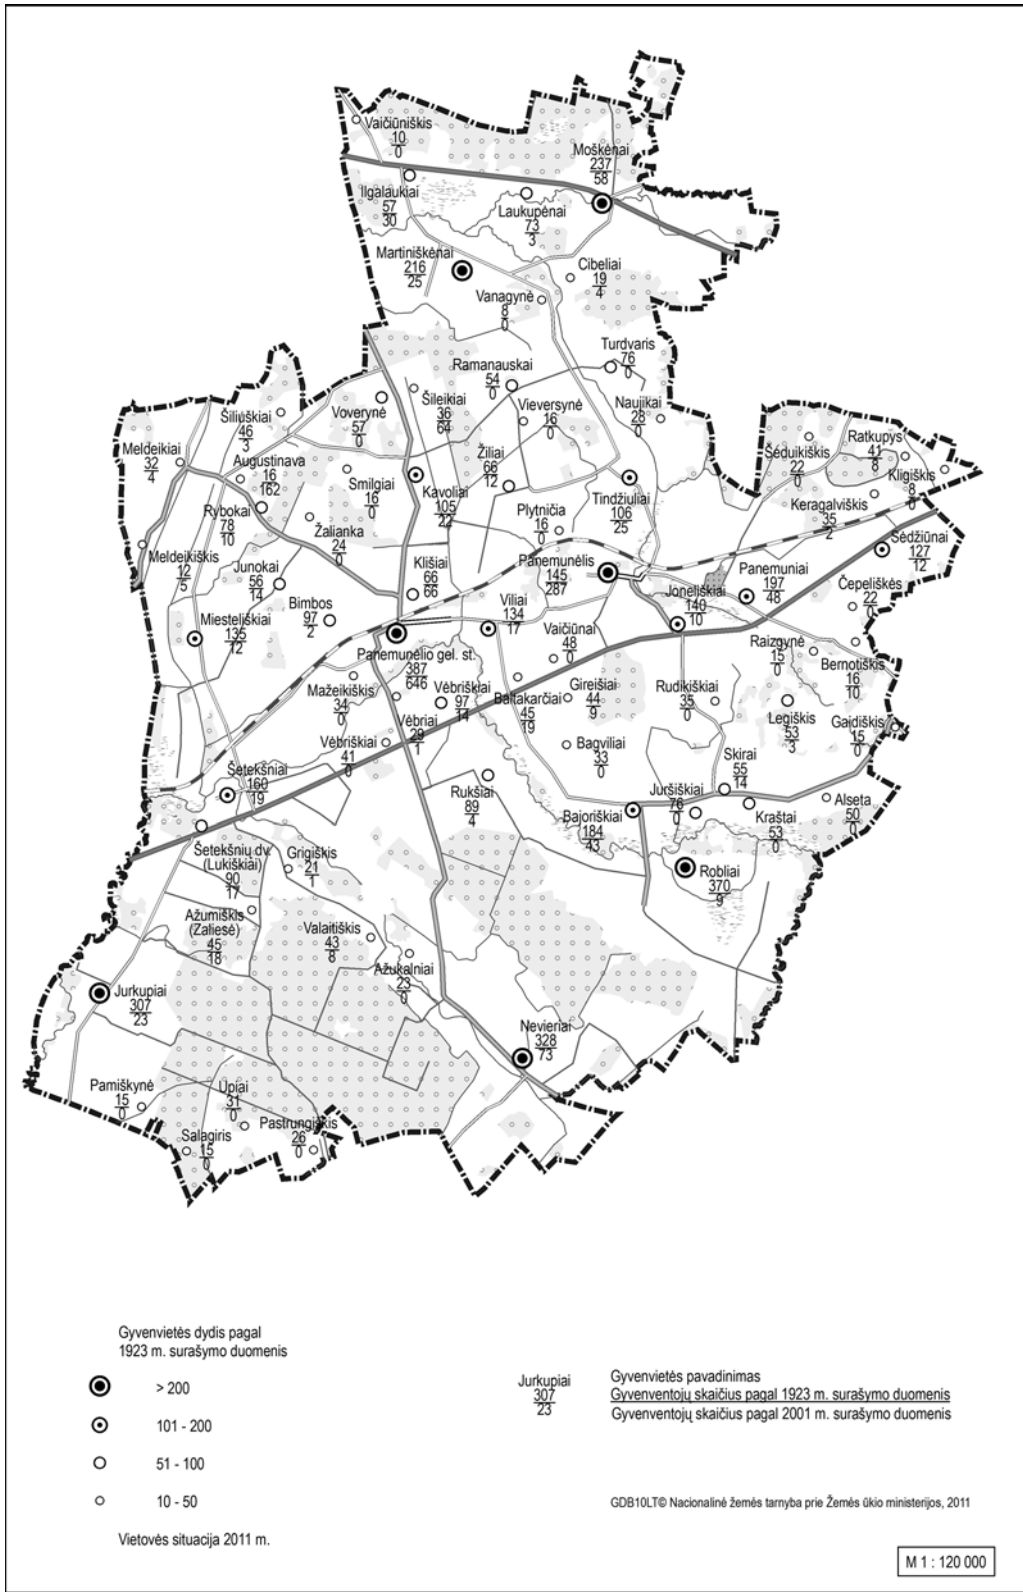 Vaičiūniškis
10
0
Moškėnai
237
58
Ilgalaukiai
57
30
Laukupėnai
73
3
Martiniškėnai
216
25
Cibeliai
19
4
Vanagynė
8
0
Turdvaris
76
0
Ramanauskai
54
0
Šileikiai
36
64
Voverynė
57
0
Vieversynė
16
0
Naujikai
28
0
Šiliuškiai
46
3
Meldeikiai
32
4
Augustinava
16
162
Smilgiai
16
0
Žiliai
66
12
Šeduikiškis
22
0
Ratkupys
41
8
Kligiškis
8
0
Rybokai
78
10
Kavoliai
105
22
Tindžiuliai
106
25
Keragalviškis
35
2
Žalianka
24
0
Plytničia
16
0
Sėdžiūnai
127
12
Meldeikiškis
12
5
Junokai
56
14
Klišiai
66
66
Panemunėlis
145
287
Panemuniai
197
48
Čepeliškės
22
0
Joneliškiai
140
10
Miesteliškiai
135
12
Bimbos
97
2
Viliai
134
17
Vaičiūnai
48
0
Raizgynė
15
0
Bernotiškis
16
10
Panemunėlio gel. st.
387
646
Mažeikiškis
34
0
Vėbriškiai
97
14
Baltakarčiai
45
19
Gireišiai
44
9
Rudikiškiai
35
0
Legiškis
53
3
Gaidiškis
15
0
Vėbriai
29
1
Vėbriškiai
41
0
Bagviliai
33
0
Skirai
55
14
Šetekšniai
160
19
Rukšiai
89
4
Juršiškiai
76
0
Bajoriškiai
184
43
Kraštai
53
0
Alseta
50
0
Šetekšnių dv.
(Lukiškiai)
90
17
Grigiškis
21
1
Robliai
370
9
Ažumiškis
(Zaliesė)
45
18
Valaitiškis
43
8
Ažukalniai
23
0
Jurkupiai
307
23
Nevieriai
328
73
Pamiškynė
15
0
Upiai
31
0
Pastrungiškis
26
0
Salagiris
15
0
Gyvenvietės dydis pagal
1923 m. surašymo duomenis
> 200
101 - 200
51 - 100
10 - 50
Vietovės situacija 2011 m.
Jurkupiai
307
23
Gyvenvietės pavadinimas
Gyvenventojų skaičius pagal 1923 m. surašymo duomenis
Gyvenventojų skaičius pagal 2001 m. surašymo duomenis
GDB10LT© Nacionalinė žemės tarnyba prie Žemės ūkio ministerijos, 2011
M 1 : 120 000